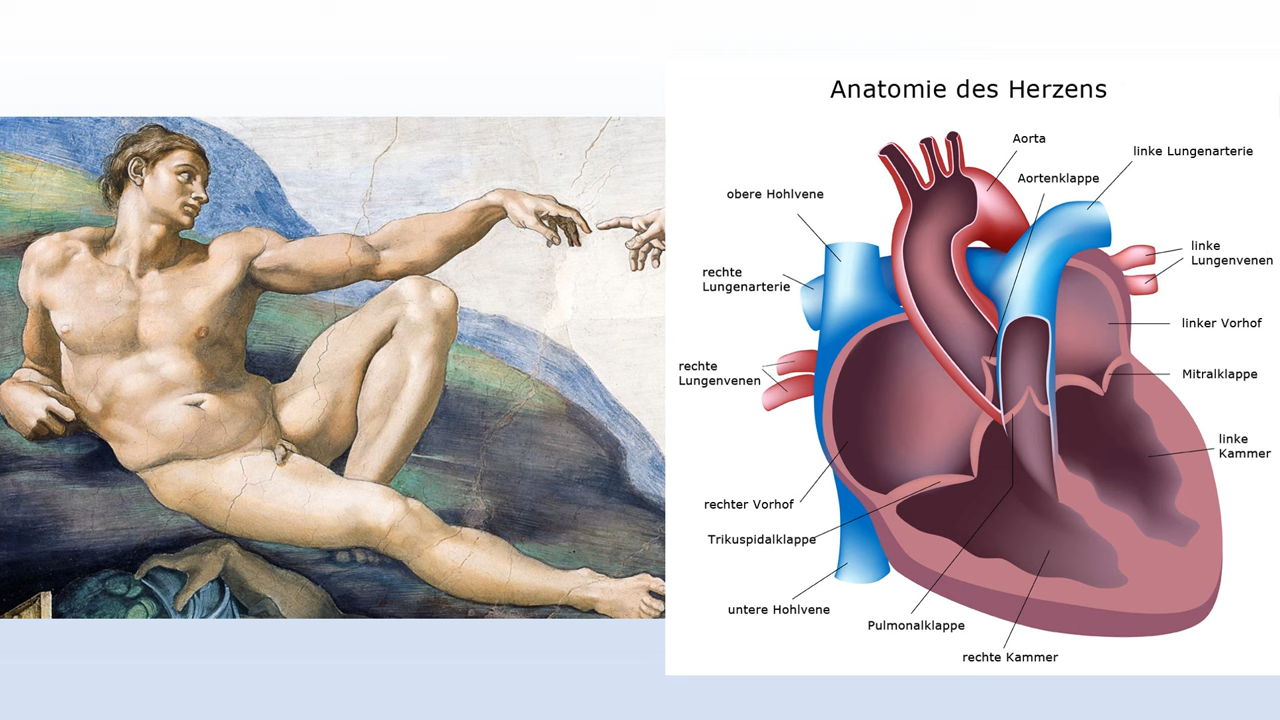 Anatomie des Herzens
Aorta
linke Lungenarterie
Aortenklappe
obere Hohlvene
linke
Lungenvenen
rechte
Lungenarterie
linker Vorhof
rechte
Lungenvenen
Mitralklappe
linke
Kammer
rechter Vorhof
Trikuspidalklappe
untere Hohlvene
Pulmonalklappe
rechte Kammer